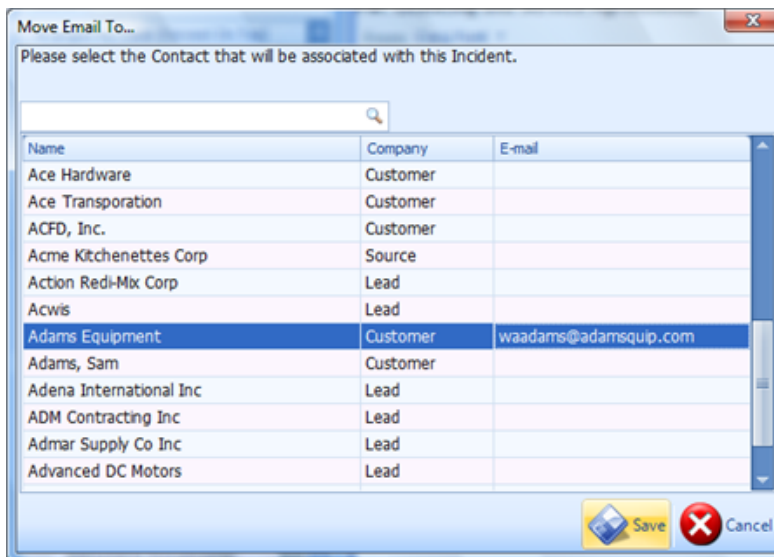 Move Email To...
Please select the Contact that will be associated with this Incident.
Name Company E-mail
Ace Hardware Customer
Ace Transporation Customer
ACFD, Inc. Customer
Acme Kitchenettes Corp Source
Action Redi-Mix Corp Lead
Acwis Lead
Adams Equipment Customer waadams@adamsquip.com
Adams, Sam Customer
Adena International Inc Lead
ADM Contracting Inc Lead
Admar Supply Co Inc Lead
Advanced DC Motors Lead
Save Cancel